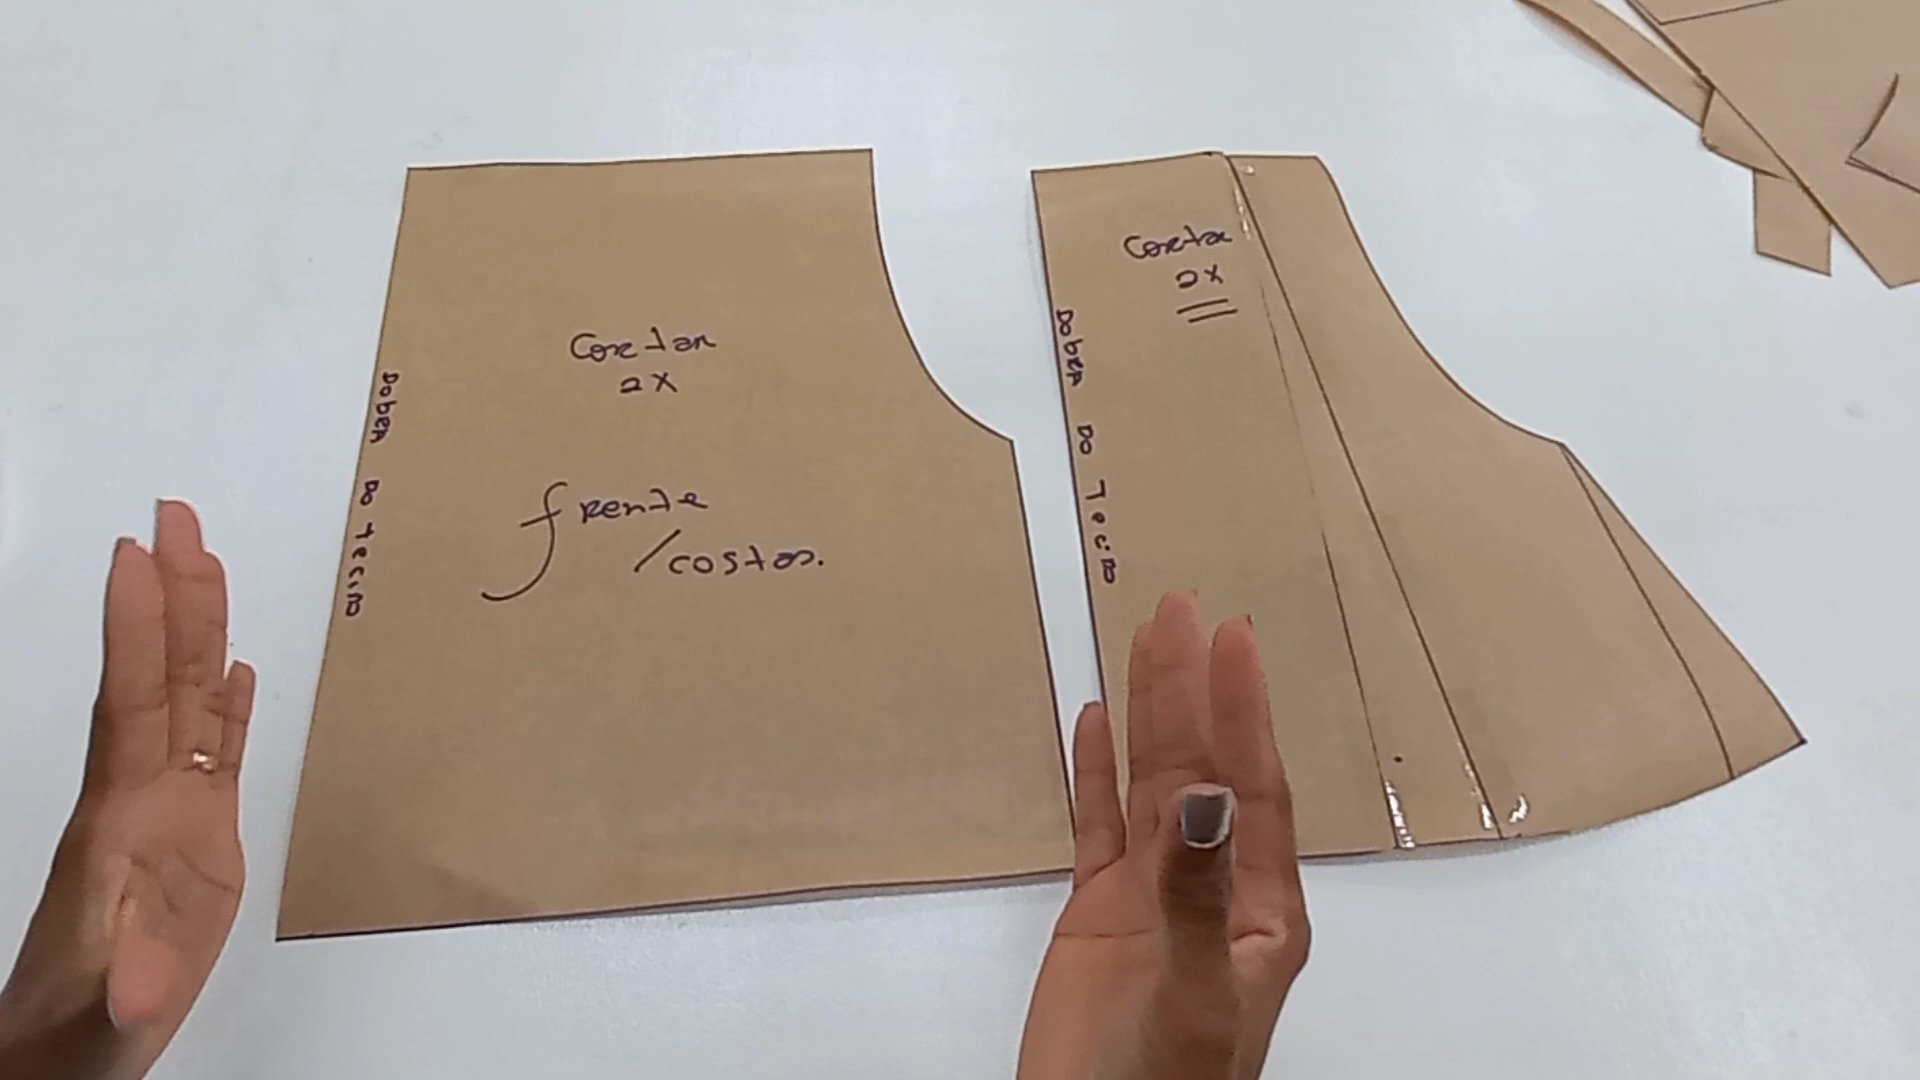 Cortar
2X
frente
/costas.
Dobra do tecido
Cortar
2X
Dobra do Tecido